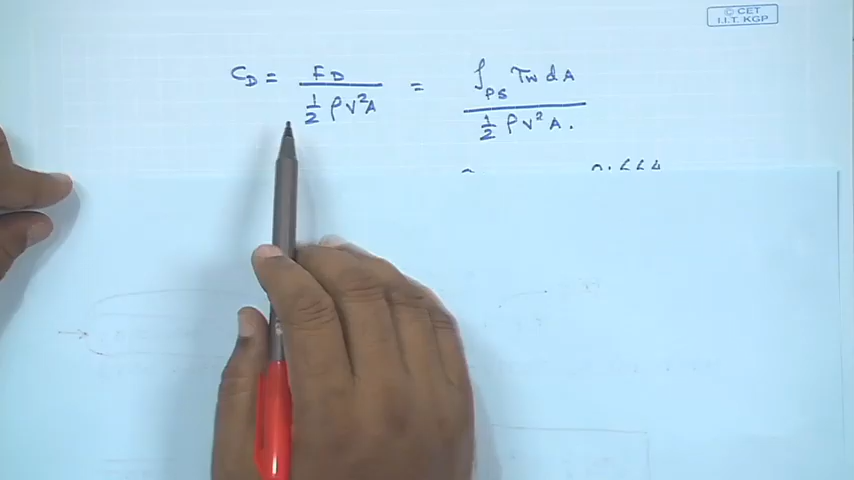 © CET
I.I.T. KGP
C_D = F_D / (1/2 ρ V² A) = ∫_PS τ_w dA / (1/2 ρ V² A).